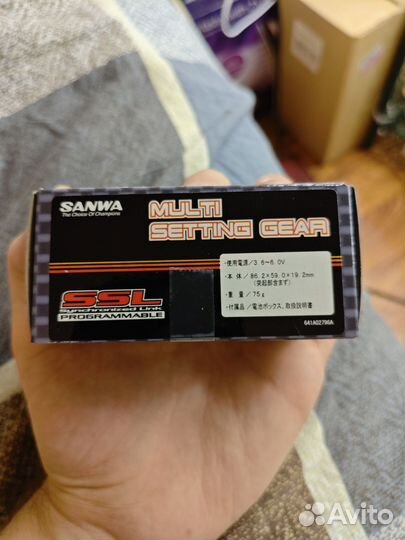 SANWA
The Choice Of Champions
MULTI
SETTING GEAR
・使用電源/3.6~6.0V
・本 体/86.2×59.0×19.2mm
(突起部含まず)
・重 量/75g
・付属品/電池ボックス、取扱説明書
SSL
Synchronized Link
PROGRAMMABLE
641A02796A
Avito